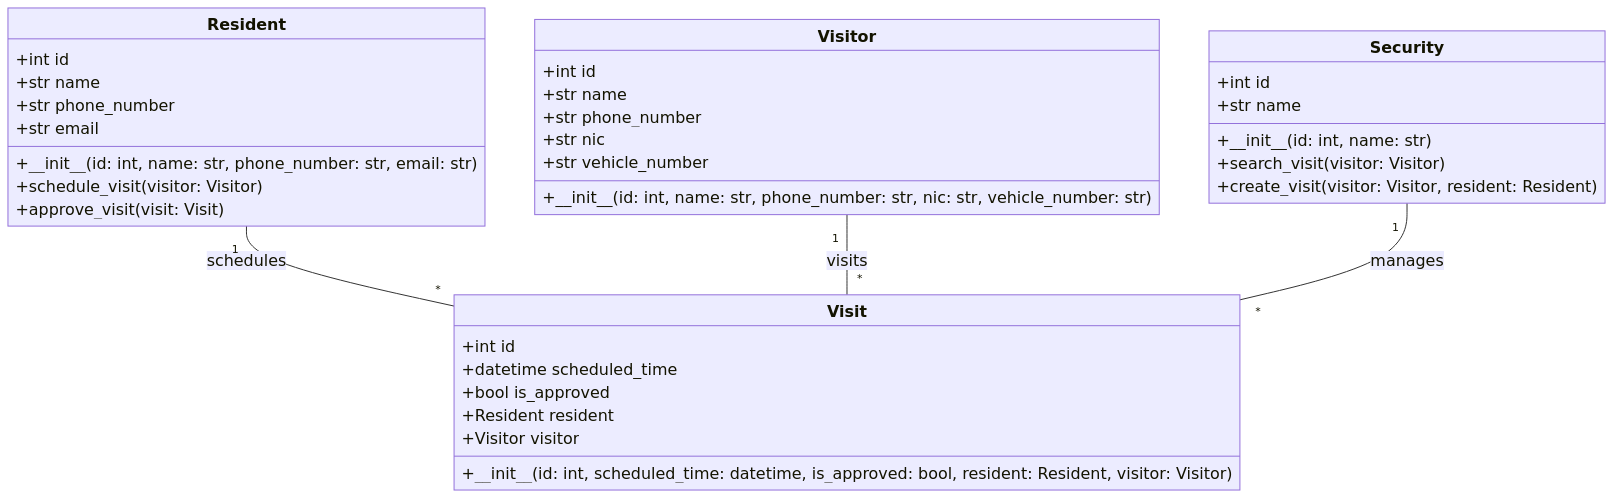 Resident
+int id
+str name
+str phone_number
+str email
+__init__(id: int, name: str, phone_number: str, email: str)
+schedule_visit(visitor: Visitor)
+approve_visit(visit: Visit)
Visitor
+int id
+str name
+str phone_number
+str nic
+str vehicle_number
+__init__(id: int, name: str, phone_number: str, nic: str, vehicle_number: str)
Security
+int id
+str name
+__init__(id: int, name: str)
+search_visit(visitor: Visitor)
+create_visit(visitor: Visitor, resident: Resident)
1
schedules
*
1
visits
*
1
manages
*
Visit
+int id
+datetime scheduled_time
+bool is_approved
+Resident resident
+Visitor visitor
+__init__(id: int, scheduled_time: datetime, is_approved: bool, resident: Resident, visitor: Visitor)